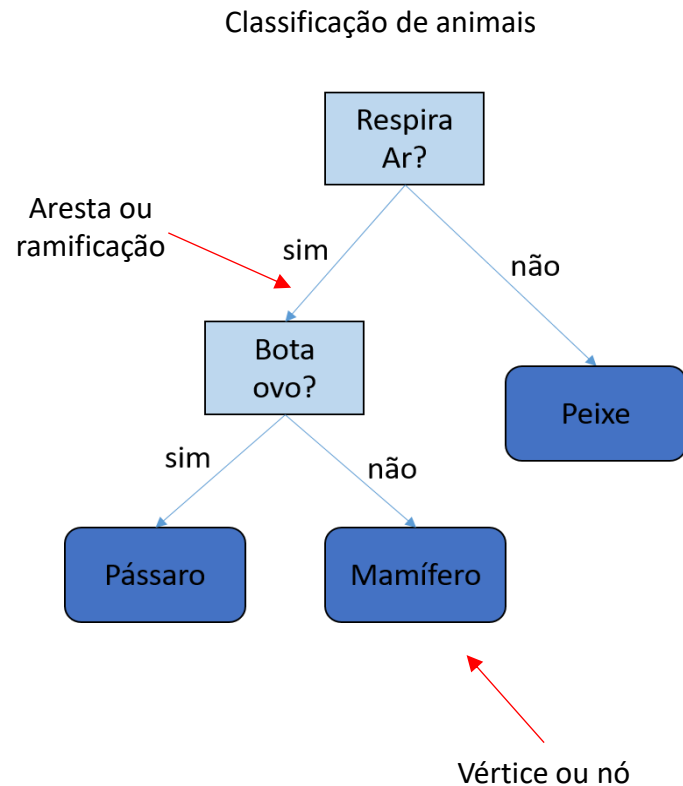 Classificação de animais
Respira
Ar?
Aresta ou
ramificação
sim
não
Bota
ovo?
Peixe
sim
não
Pássaro
Mamífero
Vértice ou nó